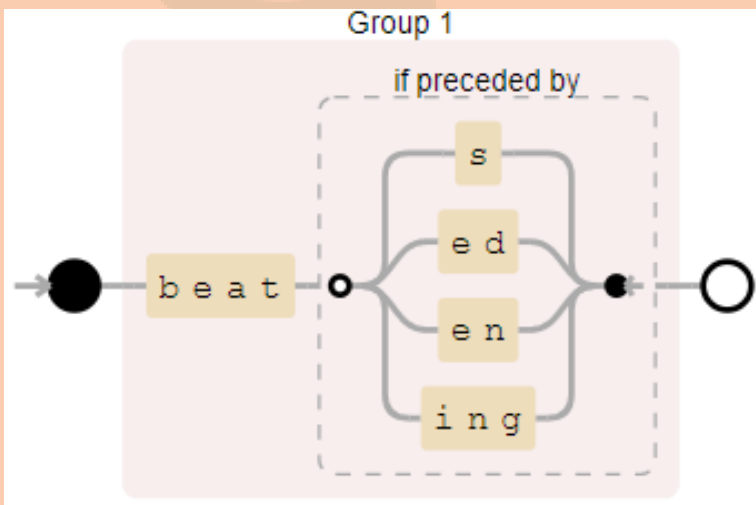 Group 1
if preceded by
s
ed
beat
en
ing